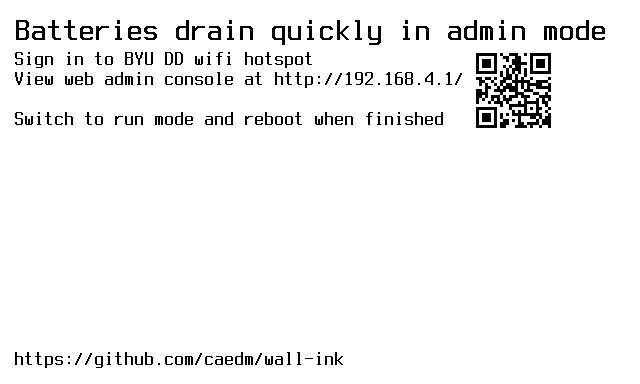 Batteries drain quickly in admin mode
Sign in to BYU DD wifi hotspot
View web admin console at http://192.168.4.1/
Switch to run mode and reboot when finished
https://github.com/caedm/wall-ink